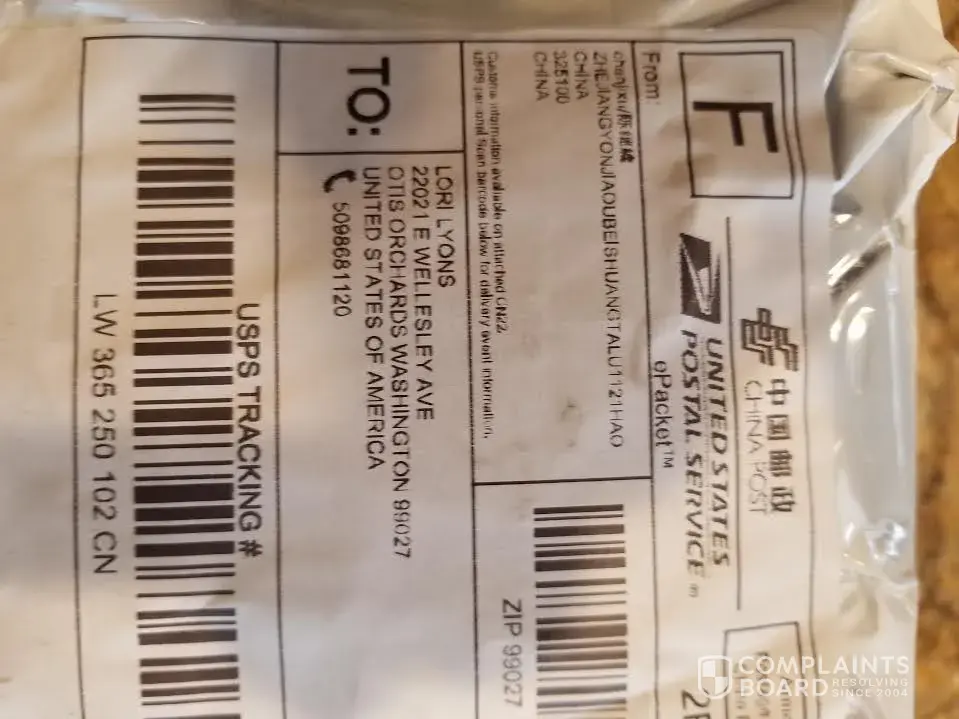 F
中国邮政
CHINA POST
UNITED STATES
POSTAL SERVICE
ePacket™
From:
ZHEJIANGYONJIAOUBEISHUANGTALU1121HAO
CHINA
325100
CHINA
Customs information available on attached CN22.
USPS personnel Scan barcode below for delivery event information.
ZIP 99027
TO:
LORI LYONS
22021 E WELLESLEY AVE
OTIS ORCHARDS WASHINGTON 99027
UNITED STATES OF AMERICA
5098681120
USPS TRACKING #
LW 365 250 102 CN
COMPLAINTS
BOARD RESOLVING
SINCE 2004